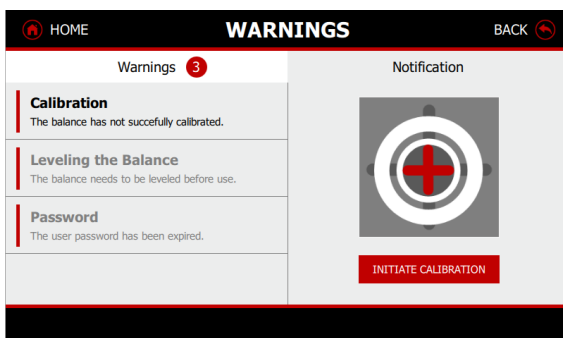 HOME
WARNINGS
BACK
Warnings 3
Notification
Calibration
The balance has not succefully calibrated.
Leveling the Balance
The balance needs to be leveled before use.
Password
The user password has been expired.
INITIATE CALIBRATION